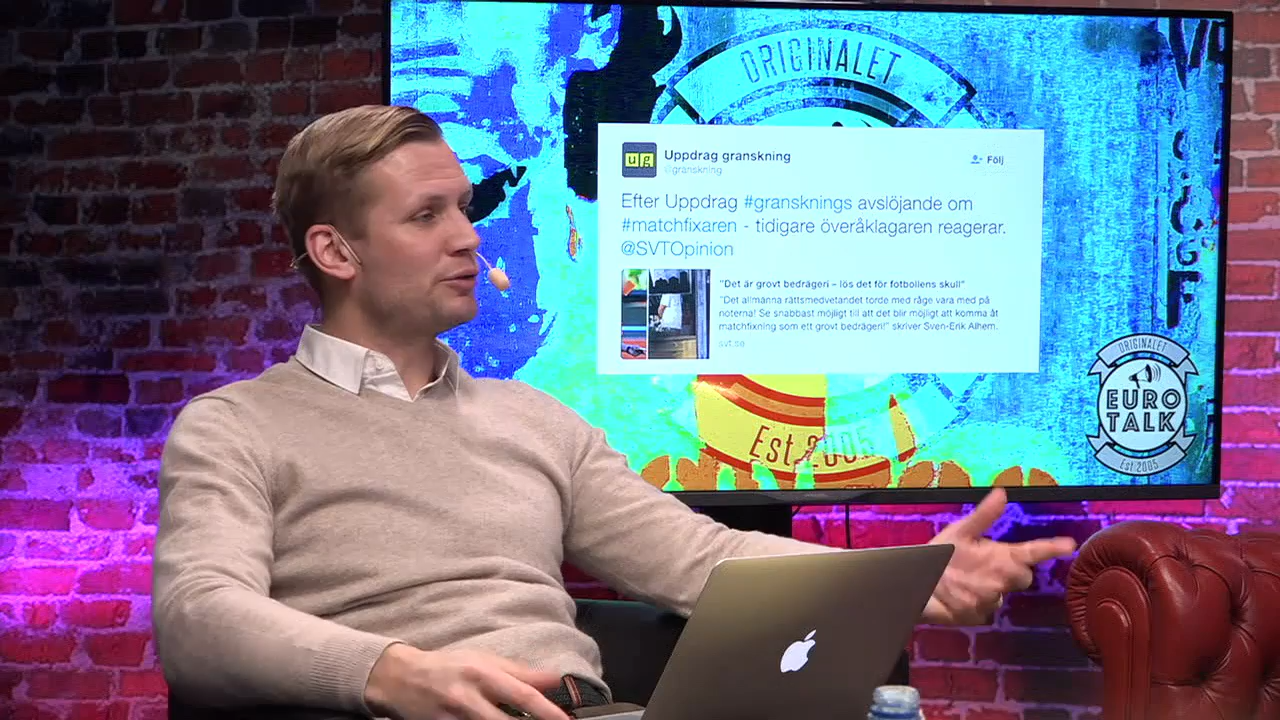 ORIGINALET
ug
Uppdrag granskning
@granskning
Följ
Efter Uppdrag #gransknings avslöjande om
#matchfixaren - tidigare överåklagaren reagerar.
@SVTOpinion
"Det är grovt bedrägeri – lös det för fotbollens skull"
"Det allmänna rättsmedvetandet torde med råge vara med på
noterna! Se snabbast möjligt till att det blir möjligt att komma åt
matchfixning som ett grovt bedrägeri!" skriver Sven-Erik Alhem.
svt.se
Est. 2005
ORIGINALET
EURO
TALK
Est. 2005